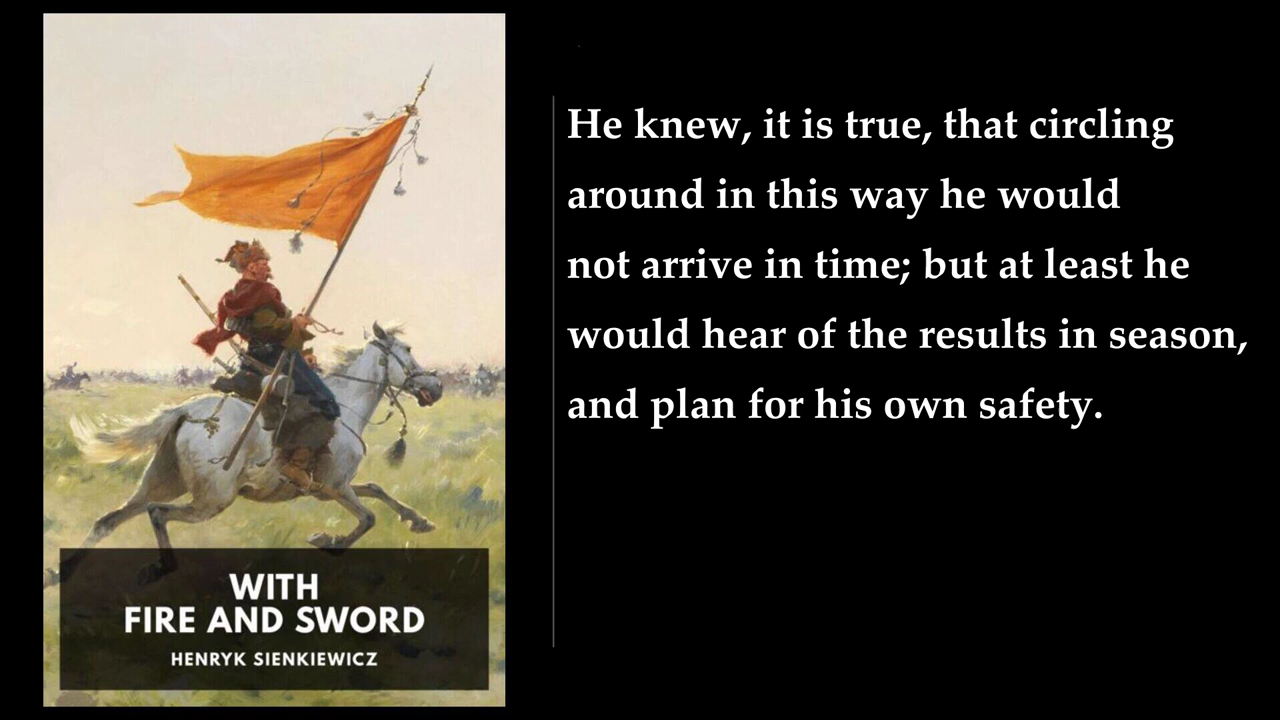 WITH
FIRE AND SWORD
HENRYK SIENKIEWICZ
He knew, it is true, that circling
around in this way he would
not arrive in time; but at least he
would hear of the results in season,
and plan for his own safety.